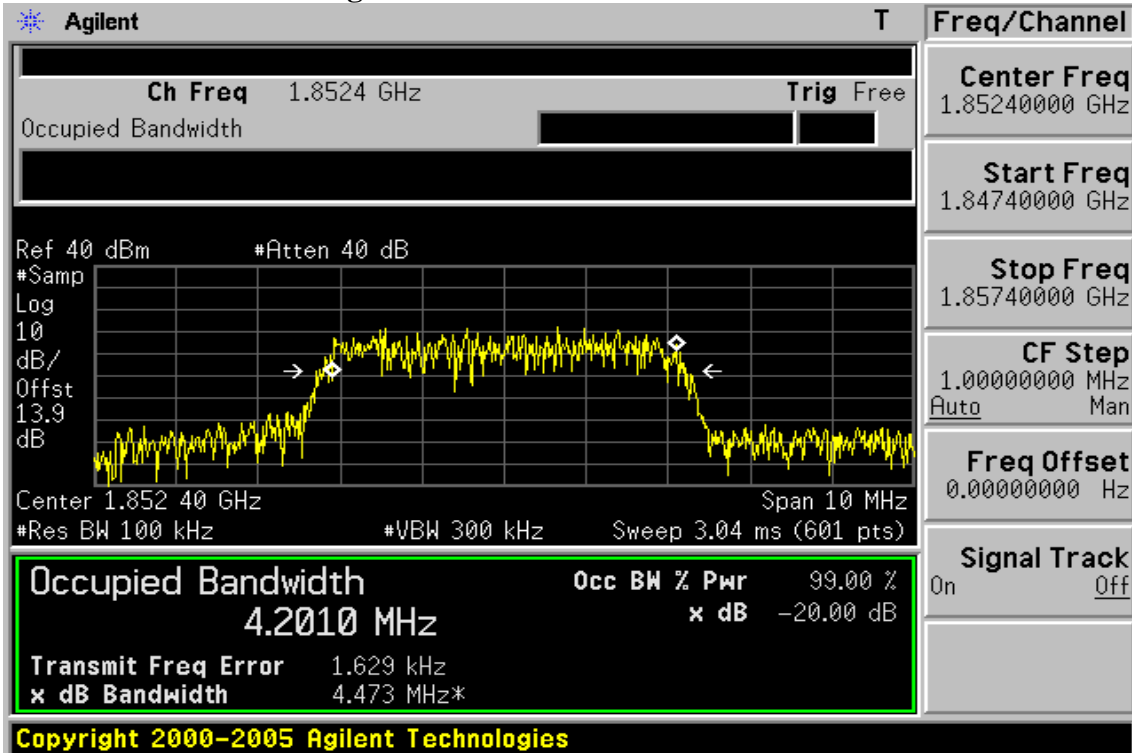 Agilent T
Freq/Channel
Ch Freq 1.8524 GHz Trig Free
Occupied Bandwidth
Center Freq
1.85240000 GHz
Start Freq
1.84740000 GHz
Stop Freq
1.85740000 GHz
CF Step
1.00000000 MHz
Auto Man
Freq Offset
0.00000000 Hz
Signal Track
On Off
Ref 40 dBm #Atten 40 dB
#Samp
Log
10
dB/
Offst
13.9
dB
Center 1.852 40 GHz Span 10 MHz
#Res BW 100 kHz #VBW 300 kHz Sweep 3.04 ms (601 pts)
Occupied Bandwidth Occ BW % Pwr 99.00 %
4.2010 MHz x dB -20.00 dB
Transmit Freq Error 1.629 kHz
x dB Bandwidth 4.473 MHz*
Copyright 2000-2005 Agilent Technologies